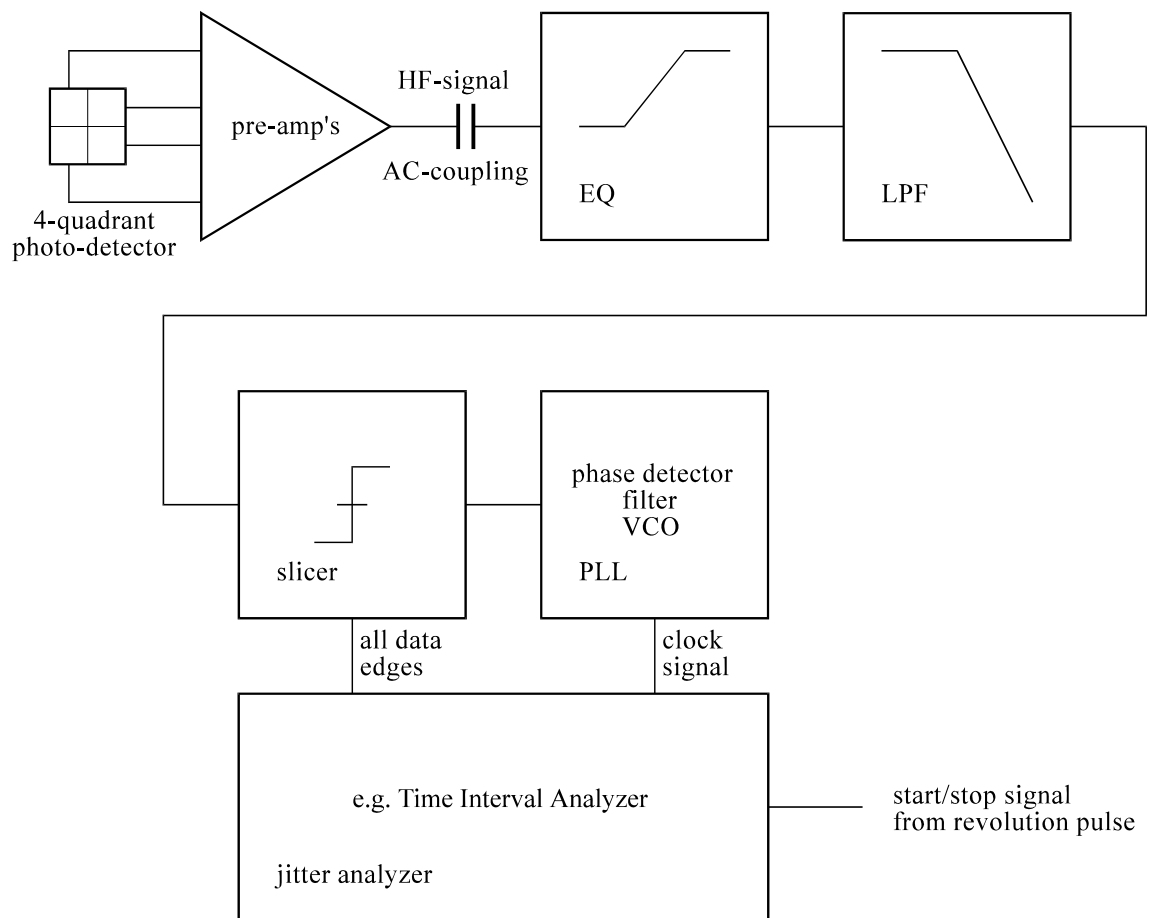 HF-signal
pre-amp's
AC-coupling
EQ
LPF
4-quadrant
photo-detector
phase detector
filter
VCO
slicer
PLL
all data
edges
clock
signal
e.g. Time Interval Analyzer
start/stop signal
from revolution pulse
jitter analyzer